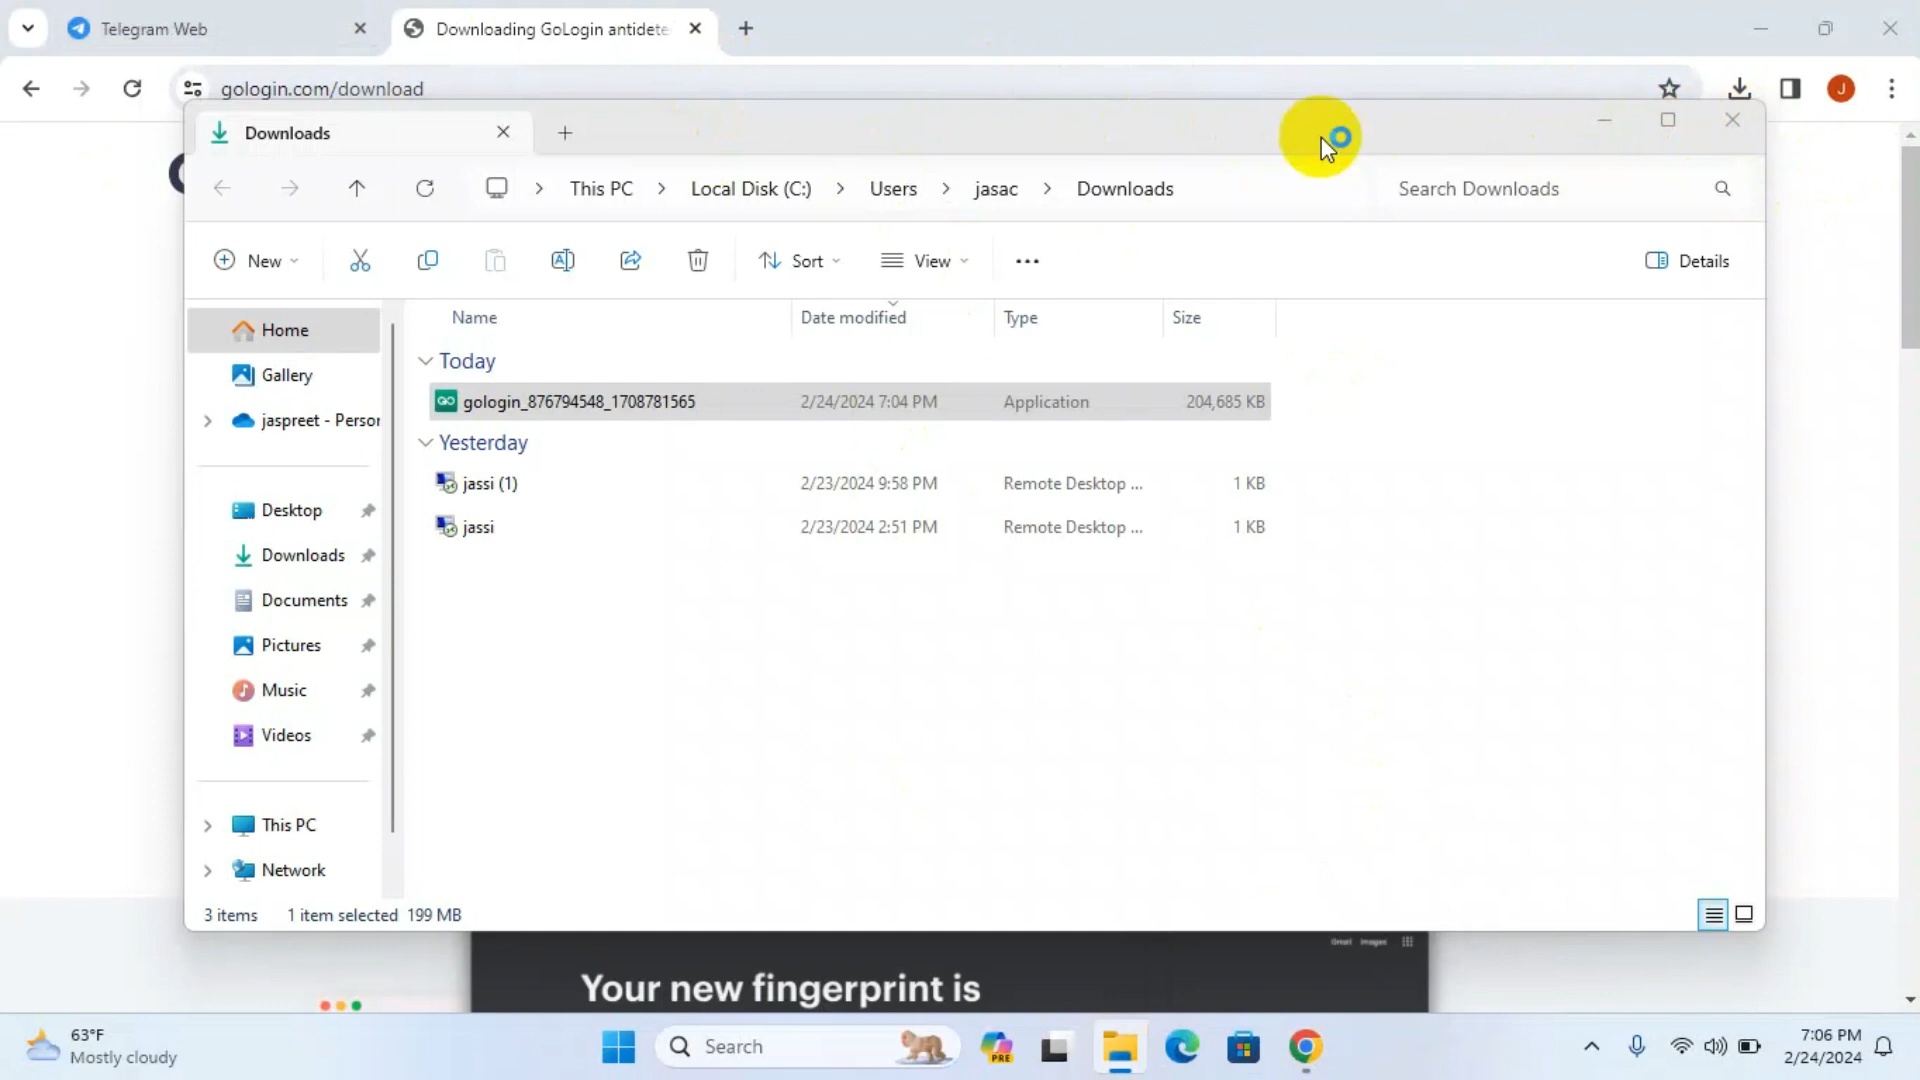 Telegram Web
Downloading GoLogin antidete
gologin.com/download
J
Downloads
This PC
Local Disk (C:)
Users
jasac
Downloads
Search Downloads
New
Sort
View
Details
Name
Date modified
Type
Size
Home
Gallery
jaspreet - Persor
Desktop
Downloads
Documents
Pictures
Music
Videos
This PC
Network
Today
gologin_876794548_1708781565
2/24/2024 7:04 PM
Application
204,685 KB
Yesterday
jassi (1)
2/23/2024 9:58 PM
Remote Desktop ...
1 KB
jassi
2/23/2024 2:51 PM
Remote Desktop ...
1 KB
3 items
1 item selected 199 MB
Gmail Images
Your new fingerprint is
63°F
Mostly cloudy
Search
PRE
7:06 PM
2/24/2024